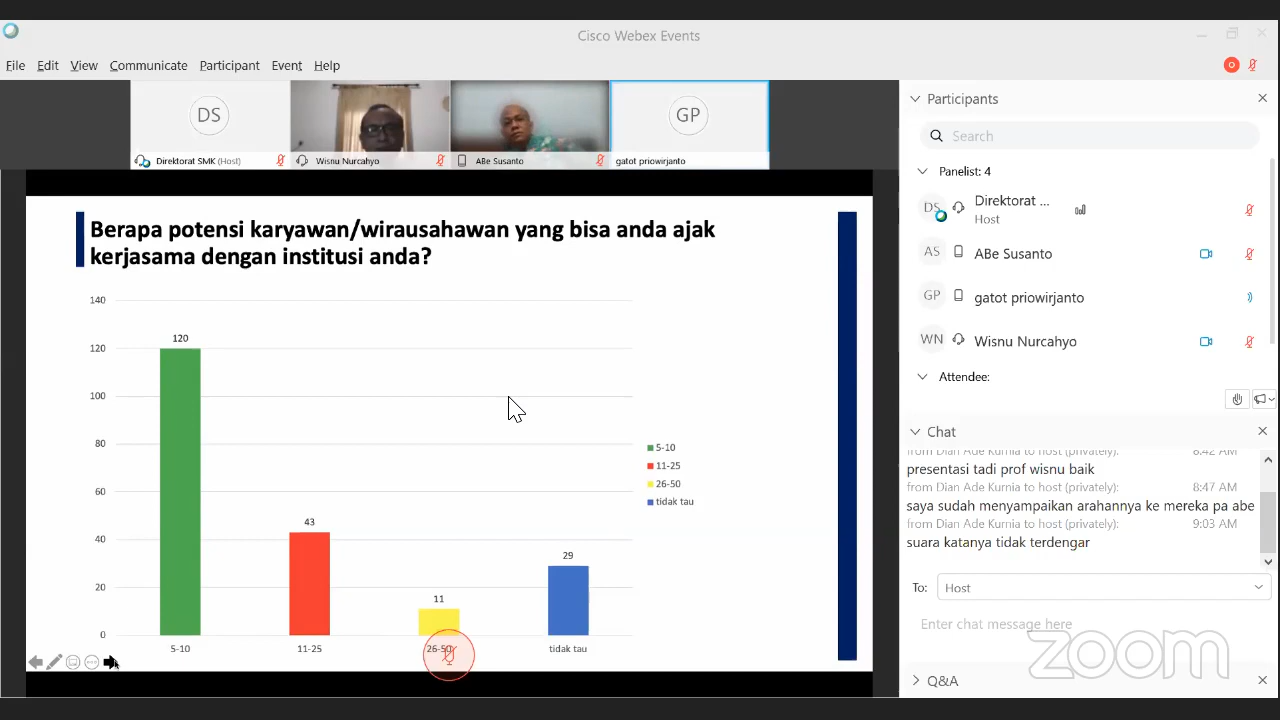 Cisco Webex Events
File Edit View Communicate Participant Event Help
DS
GP
Direktorat SMK (Host)
Wisnu Nurcahyo
ABe Susanto
gatot priowirjanto
Berapa potensi karyawan/wirausahawan yang bisa anda ajak
kerjasama dengan institusi anda?
140
120
100
80
60
40
20
0
120
43
11
29
5-10
11-25
26-50
tidak tau
5-10
11-25
26-50
tidak tau
Participants
Search
Panelist: 4
DS
Direktorat ...
Host
AS
ABe Susanto
GP
gatot priowirjanto
WN
Wisnu Nurcahyo
Attendee:
Chat
from Dian Ade Kurnia to host (privately): 8:42 AM
presentasi tadi prof wisnu baik
from Dian Ade Kurnia to host (privately): 8:47 AM
saya sudah menyampaikan arahannya ke mereka pa abe
from Dian Ade Kurnia to host (privately): 9:03 AM
suara katanya tidak terdengar
To: Host
Enter chat message here
zoom
Q&A